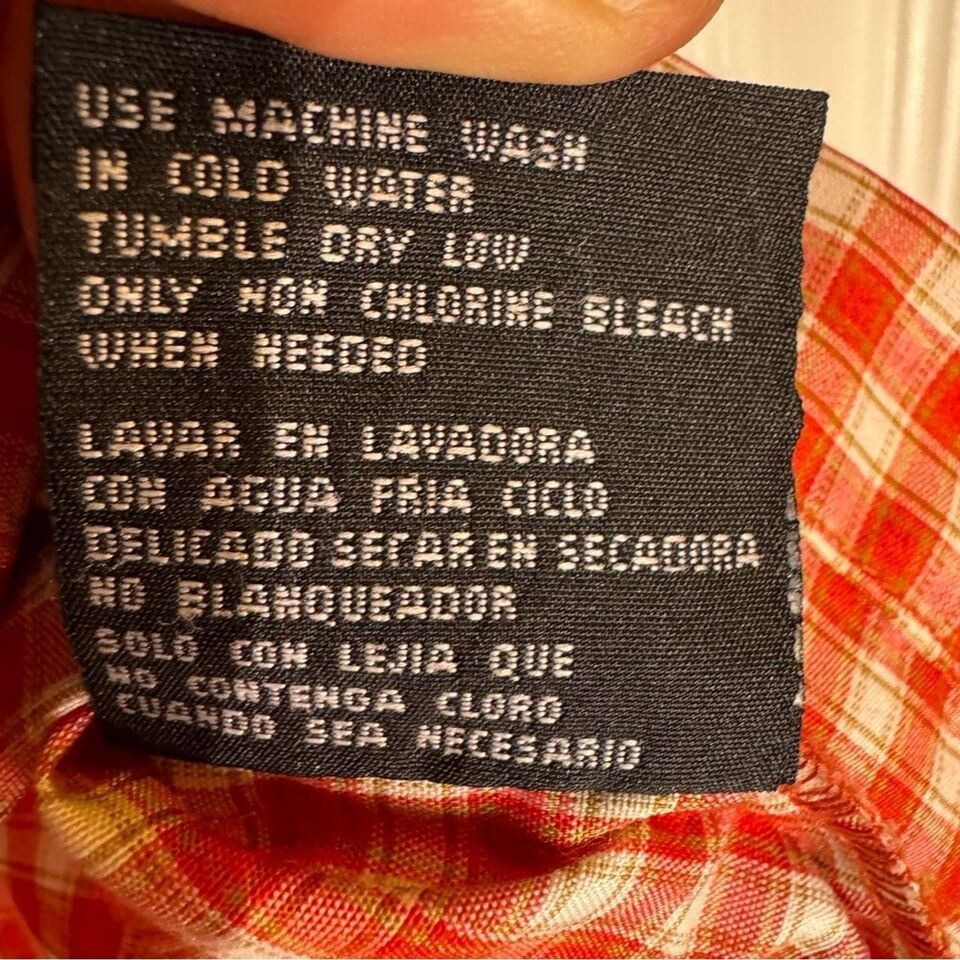 USE MACHINE WASH
IN COLD WATER
TUMBLE DRY LOW
ONLY NON CHLORINE BLEACH
WHEN NEEDED
LAVAR EN LAVADORA
CON AGUA FRIA CICLO
DELICADO SECAR EN SECADORA
NO BLANQUEADOR
SOLO CON LEJIA QUE
NO CONTENGA CLORO
CUANDO SEA NECESARIO